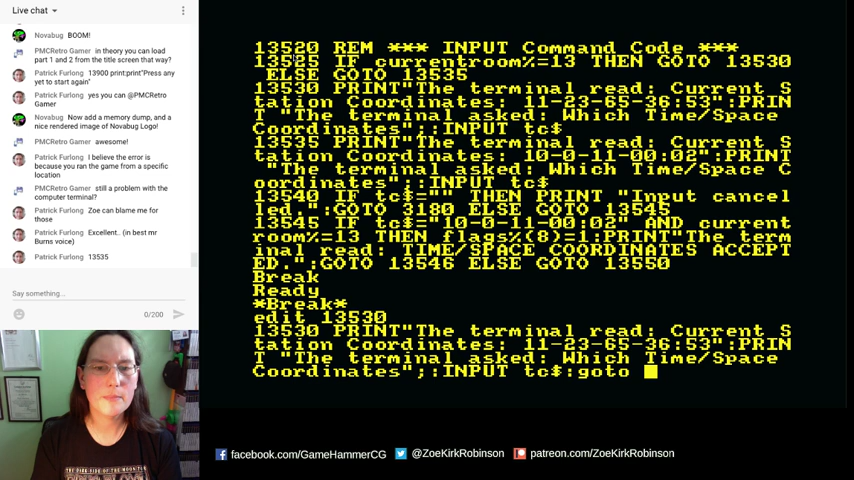 Live chat
Novabug BOOM!
PMCRetro Gamer in theory you can load
part 1 and 2 from the title screen that way?
Patrick Furlong 13900 print:print"Press any
yet to start again"
Patrick Furlong yes you can @PMCRetro
Gamer
Novabug Now add a memory dump, and a
nice rendered image of Novabug Logo!
PMCRetro Gamer awesome!
Patrick Furlong I believe the error is
because you ran the game from a specific
location
PMCRetro Gamer still a problem with the
computer terminal?
Patrick Furlong Zoe can blame me for
those
Patrick Furlong Excellent.. (in best mr
Burns voice)
Patrick Furlong 13535
Say something...
0/200
13520 REM *** INPUT Command Code ***
13525 IF currentroom%=13 THEN GOTO 13530
ELSE GOTO 13535
13530 PRINT"The terminal read: Current S
tation Coordinates: 11-23-65-36:53":PRIN
T "The terminal asked: Which Time/Space
Coordinates";:INPUT tc$
13535 PRINT"The terminal read: Current S
tation Coordinates: 10-0-11-00:02":PRINT
"The terminal asked: Which Time/Space C
oordinates";:INPUT tc$
13540 IF tc$="" THEN PRINT "Input cancel
led.":GOTO 3180 ELSE GOTO 13545
13545 IF tc$="10-0-11-00:02" AND current
room%=13 THEN flags%(8)=1:PRINT"The term
inal read: TIME/SPACE COORDINATES ACCEPT
ED.":GOTO 13546 ELSE GOTO 13550
Break
Ready
*Break*
edit 13530
13530 PRINT"The terminal read: Current S
tation Coordinates: 11-23-65-36:53":PRIN
T "The terminal asked: Which Time/Space
Coordinates";:INPUT tc$:goto
facebook.com/GameHammerCG @ZoeKirkRobinson patreon.com/ZoeKirkRobinson